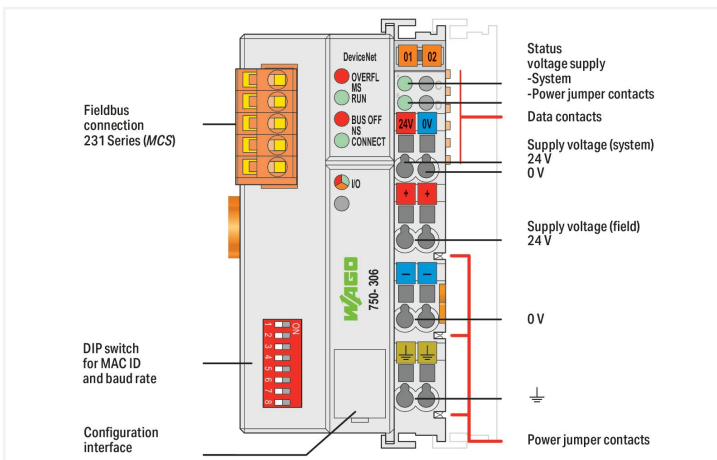 Fieldbus
connection
231 Series (MCS)
DIP switch
for MAC ID
and baud rate
Configuration
interface
DeviceNet
OVERFL
MS
RUN
BUS OFF
NS
CONNECT
I/O
WAGO
750- 306
ON
1 2 3 4 5 6 7 8
01 02
C
D
24V 0V
+ +
– –
Status
voltage supply
-System
-Power jumper contacts
Data contacts
Supply voltage (system)
24 V
0 V
Supply voltage (field)
24 V
0 V
Power jumper contacts